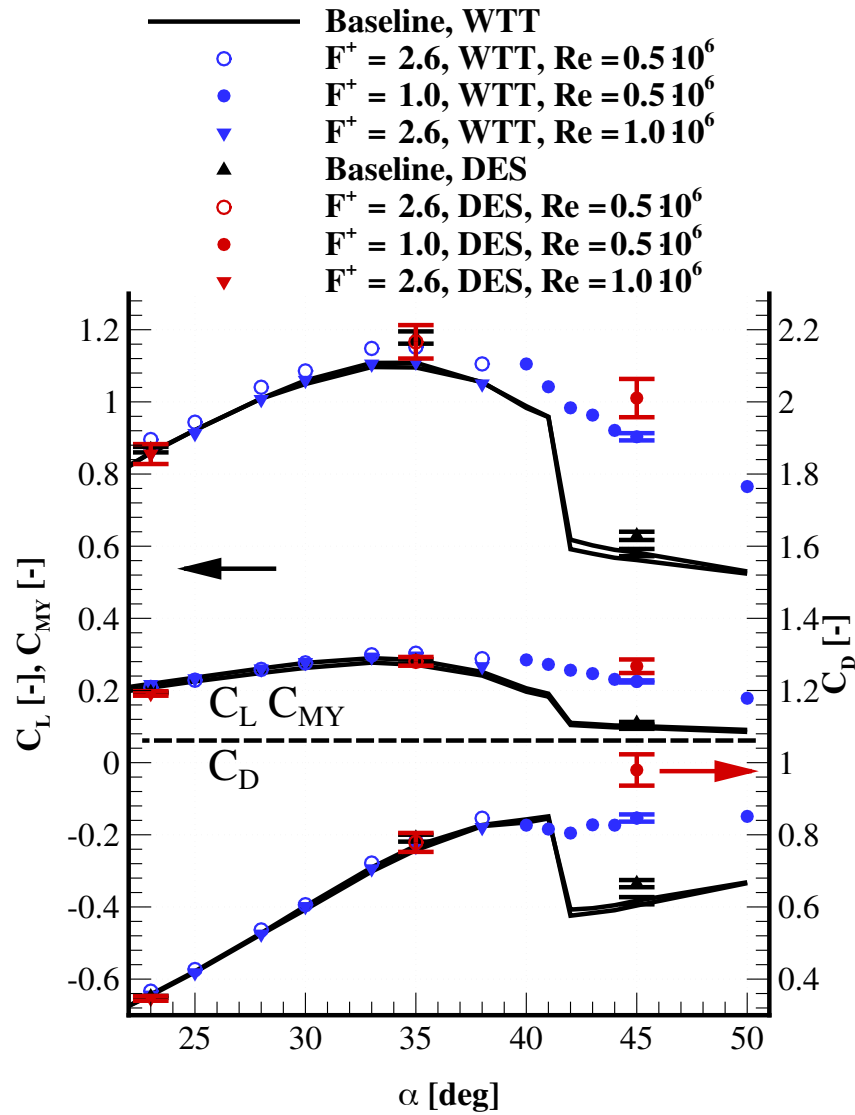 Baseline, WTT
F⁺ = 2.6, WTT, Re = 0.5·10⁶
F⁺ = 1.0, WTT, Re = 0.5·10⁶
F⁺ = 2.6, WTT, Re = 1.0·10⁶
Baseline, DES
F⁺ = 2.6, DES, Re = 0.5·10⁶
F⁺ = 1.0, DES, Re = 0.5·10⁶
F⁺ = 2.6, DES, Re = 1.0·10⁶
1.2 2.2
1 2
0.8 1.8
0.6 1.6
0.4 1.4
0.2 1.2
0 1
-0.2 0.8
-0.4 0.6
-0.6 0.4
C_L [-], C_MY [-]
C_D [-]
C_L C_MY
C_D
25 30 35 40 45 50
α [deg]